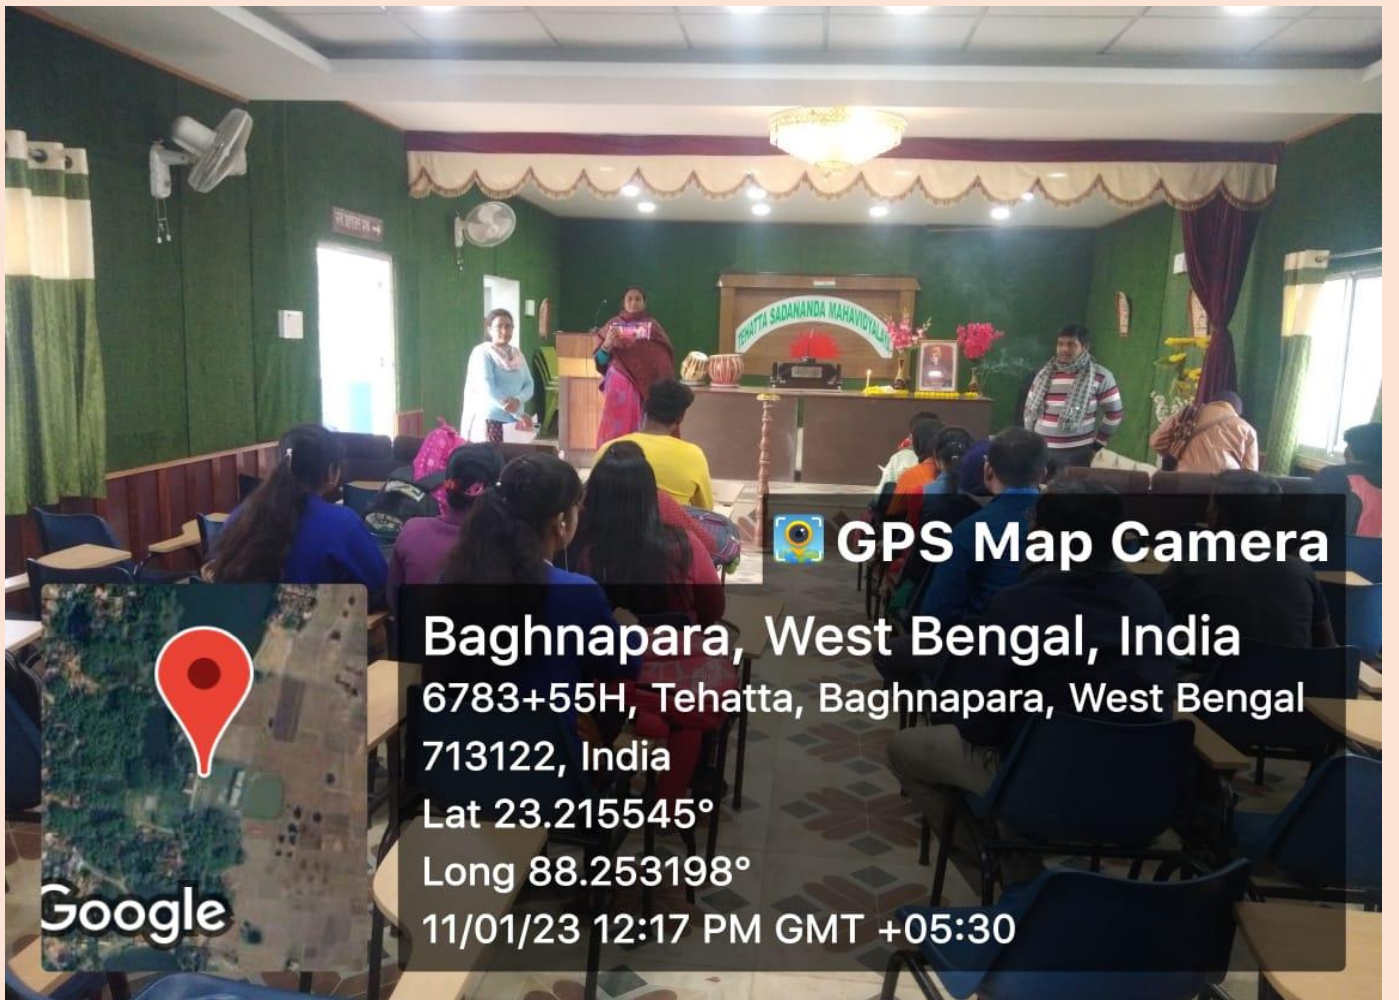 TEHATTA SADANANDA MAHAVIDYALAYA
GPS Map Camera
Baghnapara, West Bengal, India
6783+55H, Tehatta, Baghnapara, West Bengal
713122, India
Lat 23.215545°
Long 88.253198°
11/01/23 12:17 PM GMT +05:30
Google